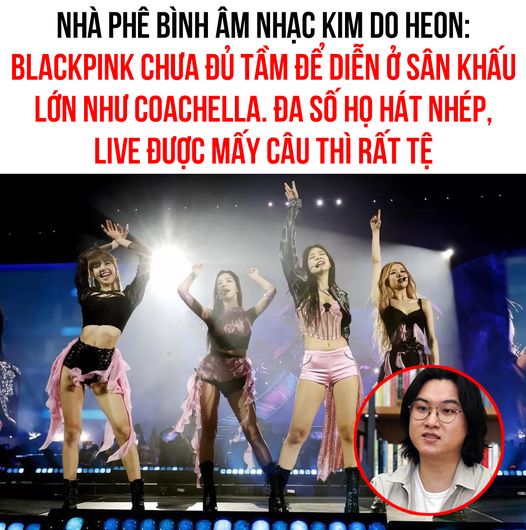 NHÀ PHÊ BÌNH ÂM NHẠC KIM DO HEON:
BLACKPINK CHƯA ĐỦ TẦM ĐỂ DIỄN Ở SÂN KHẤU
LỚN NHƯ COACHELLA. ĐA SỐ HỌ HÁT NHÉP,
LIVE ĐƯỢC MẤY CÂU THÌ RẤT TỆ